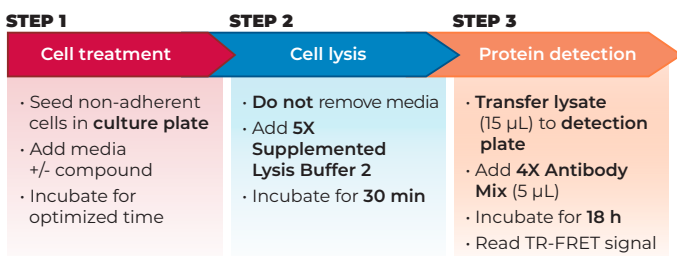 STEP 1
Cell treatment
· Seed non-adherent
cells in culture plate
· Add media
+/- compound
· Incubate for
optimized time
STEP 2
Cell lysis
· Do not remove media
· Add 5X
Supplemented
Lysis Buffer 2
· Incubate for 30 min
STEP 3
Protein detection
· Transfer lysate
(15 µL) to detection
plate
· Add 4X Antibody
Mix (5 µL)
· Incubate for 18 h
· Read TR-FRET signal